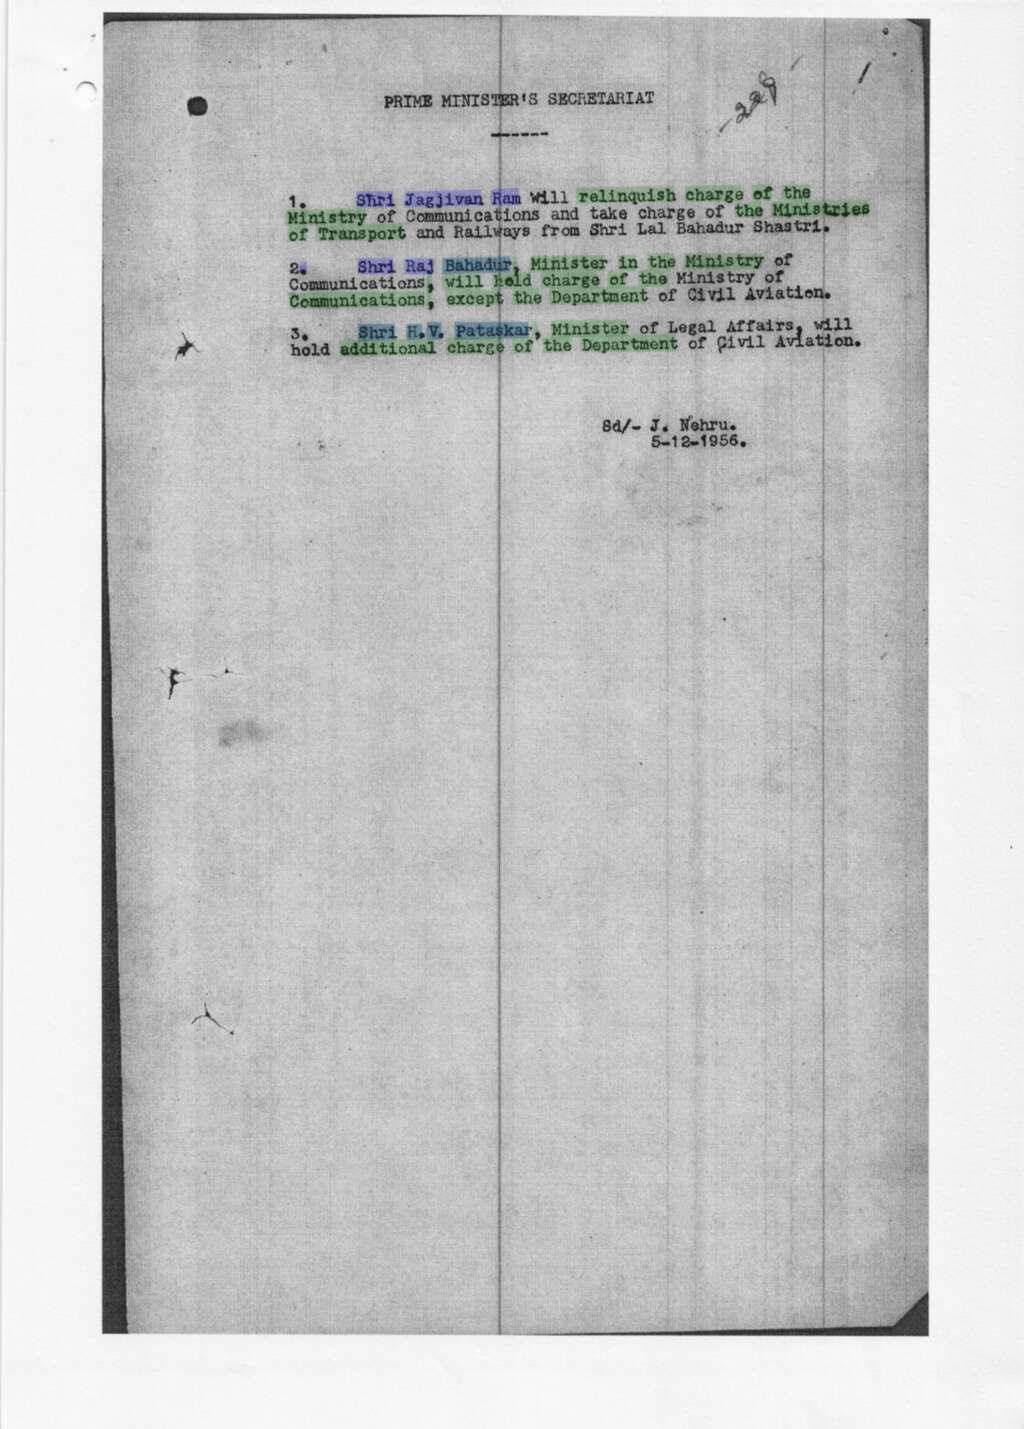 PRIME MINISTER'S SECRETARIAT
-228
1. Shri Jagjivan Ram will relinquish charge of the
Ministry of Communications and take charge of the Ministries
of Transport and Railways from Shri Lal Bahadur Shastri.
2. Shri Raj Bahadur, Minister in the Ministry of
Communications, will hold charge of the Ministry of
Communications, except the Department of Civil Aviation.
3. Shri H.V. Pataskar, Minister of Legal Affairs, will
hold additional charge of the Department of Civil Aviation.
Sd/- J. Nehru.
5-12-1956.